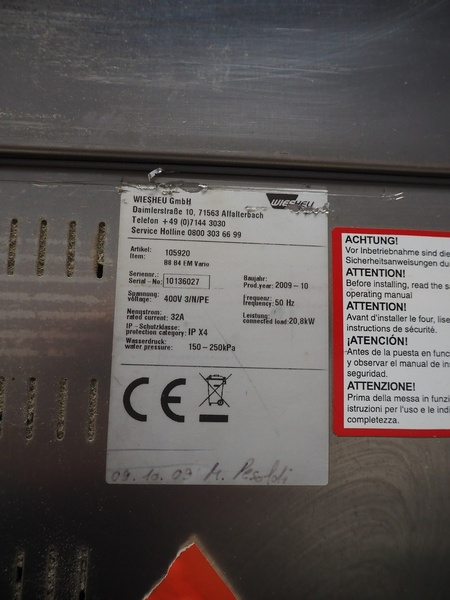 WIESHEU GmbH
Daimlerstraße 10, 71563 Affalterbach
Telefon +49 (0)7144 3030
Service Hotline 0800 303 66 99
WIESHEU
Artikel: 105920
Item: B8 B4 EM Vario
Seriennr.:
Serial-No: 10136027
Baujahr:
Prod.year: 2009-10
Spannung
voltage: 400V 3/N/PE
Frequenz
frequency: 50 Hz
Nennstrom:
rated current: 32A
Leistung:
connected load 20,8kW
IP-Schutzklasse:
protection category: IP X4
Wasserdruck:
water pressure: 150-250kPa
CE
09.10.09 M.
ACHTUNG!
Vor Inbetriebnahme sind die
Sicherheitsanweisungen du
ATTENTION!
Before installing, read the sa
operating manual
ATTENTION!
Avant d'installer le four, lise
instructions de sécurité.
¡ATENCIÓN!
Antes de la puesta en func
y observar el manual de ins
seguridad.
ATTENZIONE!
Prima della messa in funzi
istruzioni per l'uso e le indi
completezza.